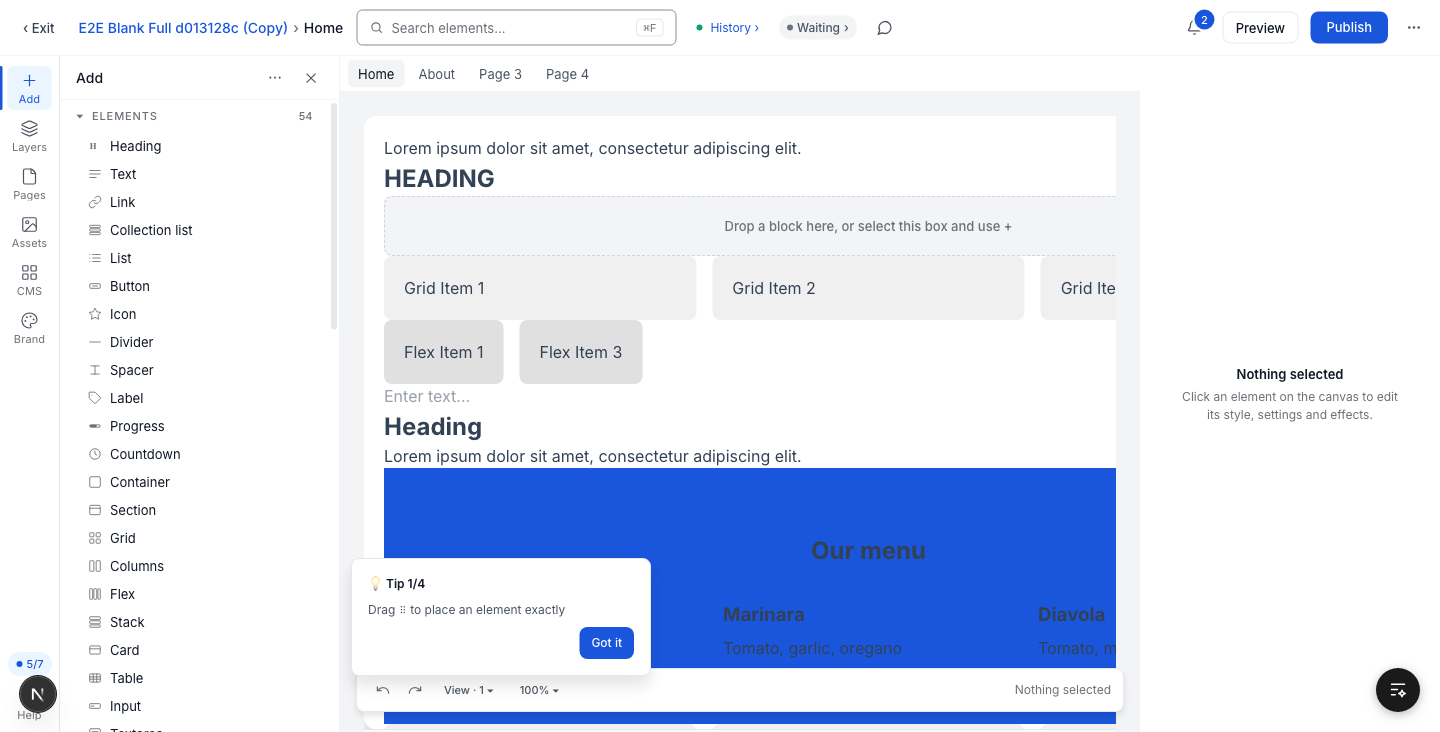 ‹ Exit
E2E Blank Full d013128c (Copy) › Home
Search elements... ⌘F
History ›
Waiting ›
2
Preview
Publish
Add
Layers
Pages
Assets
CMS
Brand
5/7
N
Help
Add
ELEMENTS 54
H Heading
Text
Link
Collection list
List
Button
Icon
Divider
Spacer
Label
Progress
Countdown
Container
Section
Grid
Columns
Flex
Stack
Card
Table
Input
Home About Page 3 Page 4
Lorem ipsum dolor sit amet, consectetur adipiscing elit.
HEADING
Drop a block here, or select this box and use +
Grid Item 1 Grid Item 2 Grid Ite
Flex Item 1 Flex Item 3
Enter text...
Heading
Lorem ipsum dolor sit amet, consectetur adipiscing elit.
Our menu
Marinara Diavola
Tomato, garlic, oregano Tomato, m
💡 Tip 1/4
Drag ⠿ to place an element exactly
Got it
View · 1 100% Nothing selected
Nothing selected
Click an element on the canvas to edit
its style, settings and effects.